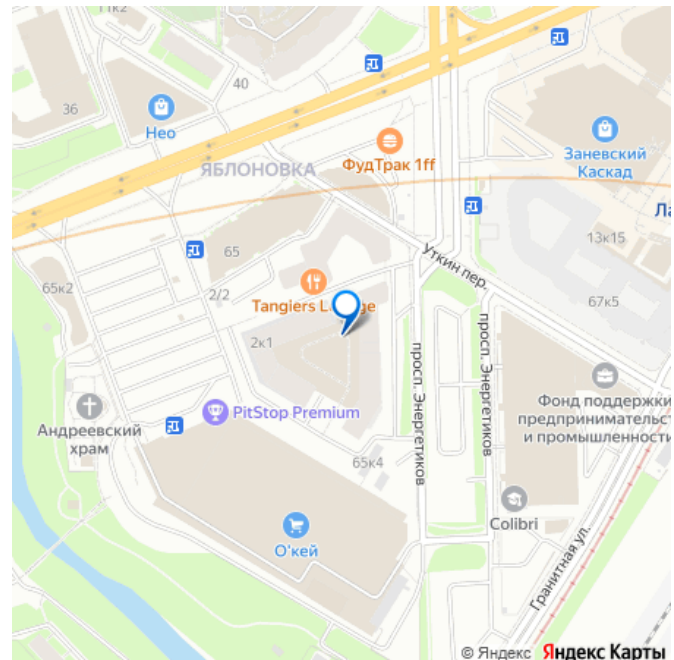 11к2
40
36
Нео
ЯБЛОНОВКА
ФудТрак 1ff
Заневский
Каскад
Ла
13к15
Уткин пер.
65
65к2
2/2
Tangiers L ge
67к5
2к1
просп. Энергетиков
просп. Энергетиков
PitStop Premium
Фонд поддержки
предпринимательст
и промышленности
Андреевский
храм
65к4
Colibri
О'кей
Гранитная ул.
© Яндекс Яндекс Карты